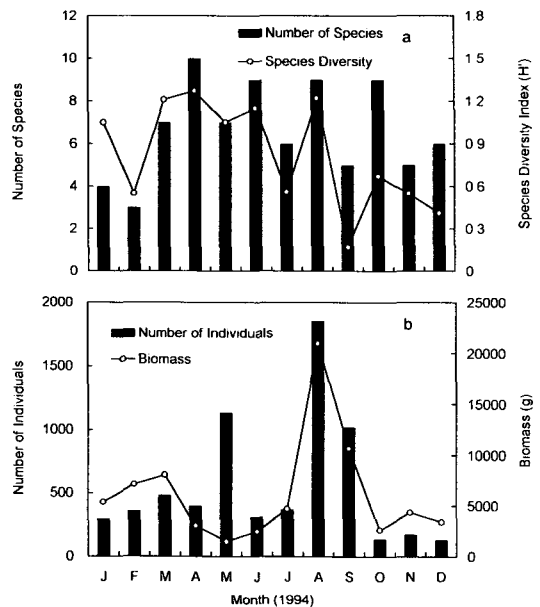 12
10
8
6
4
2
0
Number of Species
Number of Species
Species Diversity
a
1.8
1.5
1.2
0.9
0.6
0.3
0
Species Diversity Index (H')
2000
1500
1000
500
0
Number of Individuals
Number of Individuals
Biomass
b
25000
20000
15000
10000
5000
0
Biomass (g)
J F M A M J J A S O N D
Month (1994)